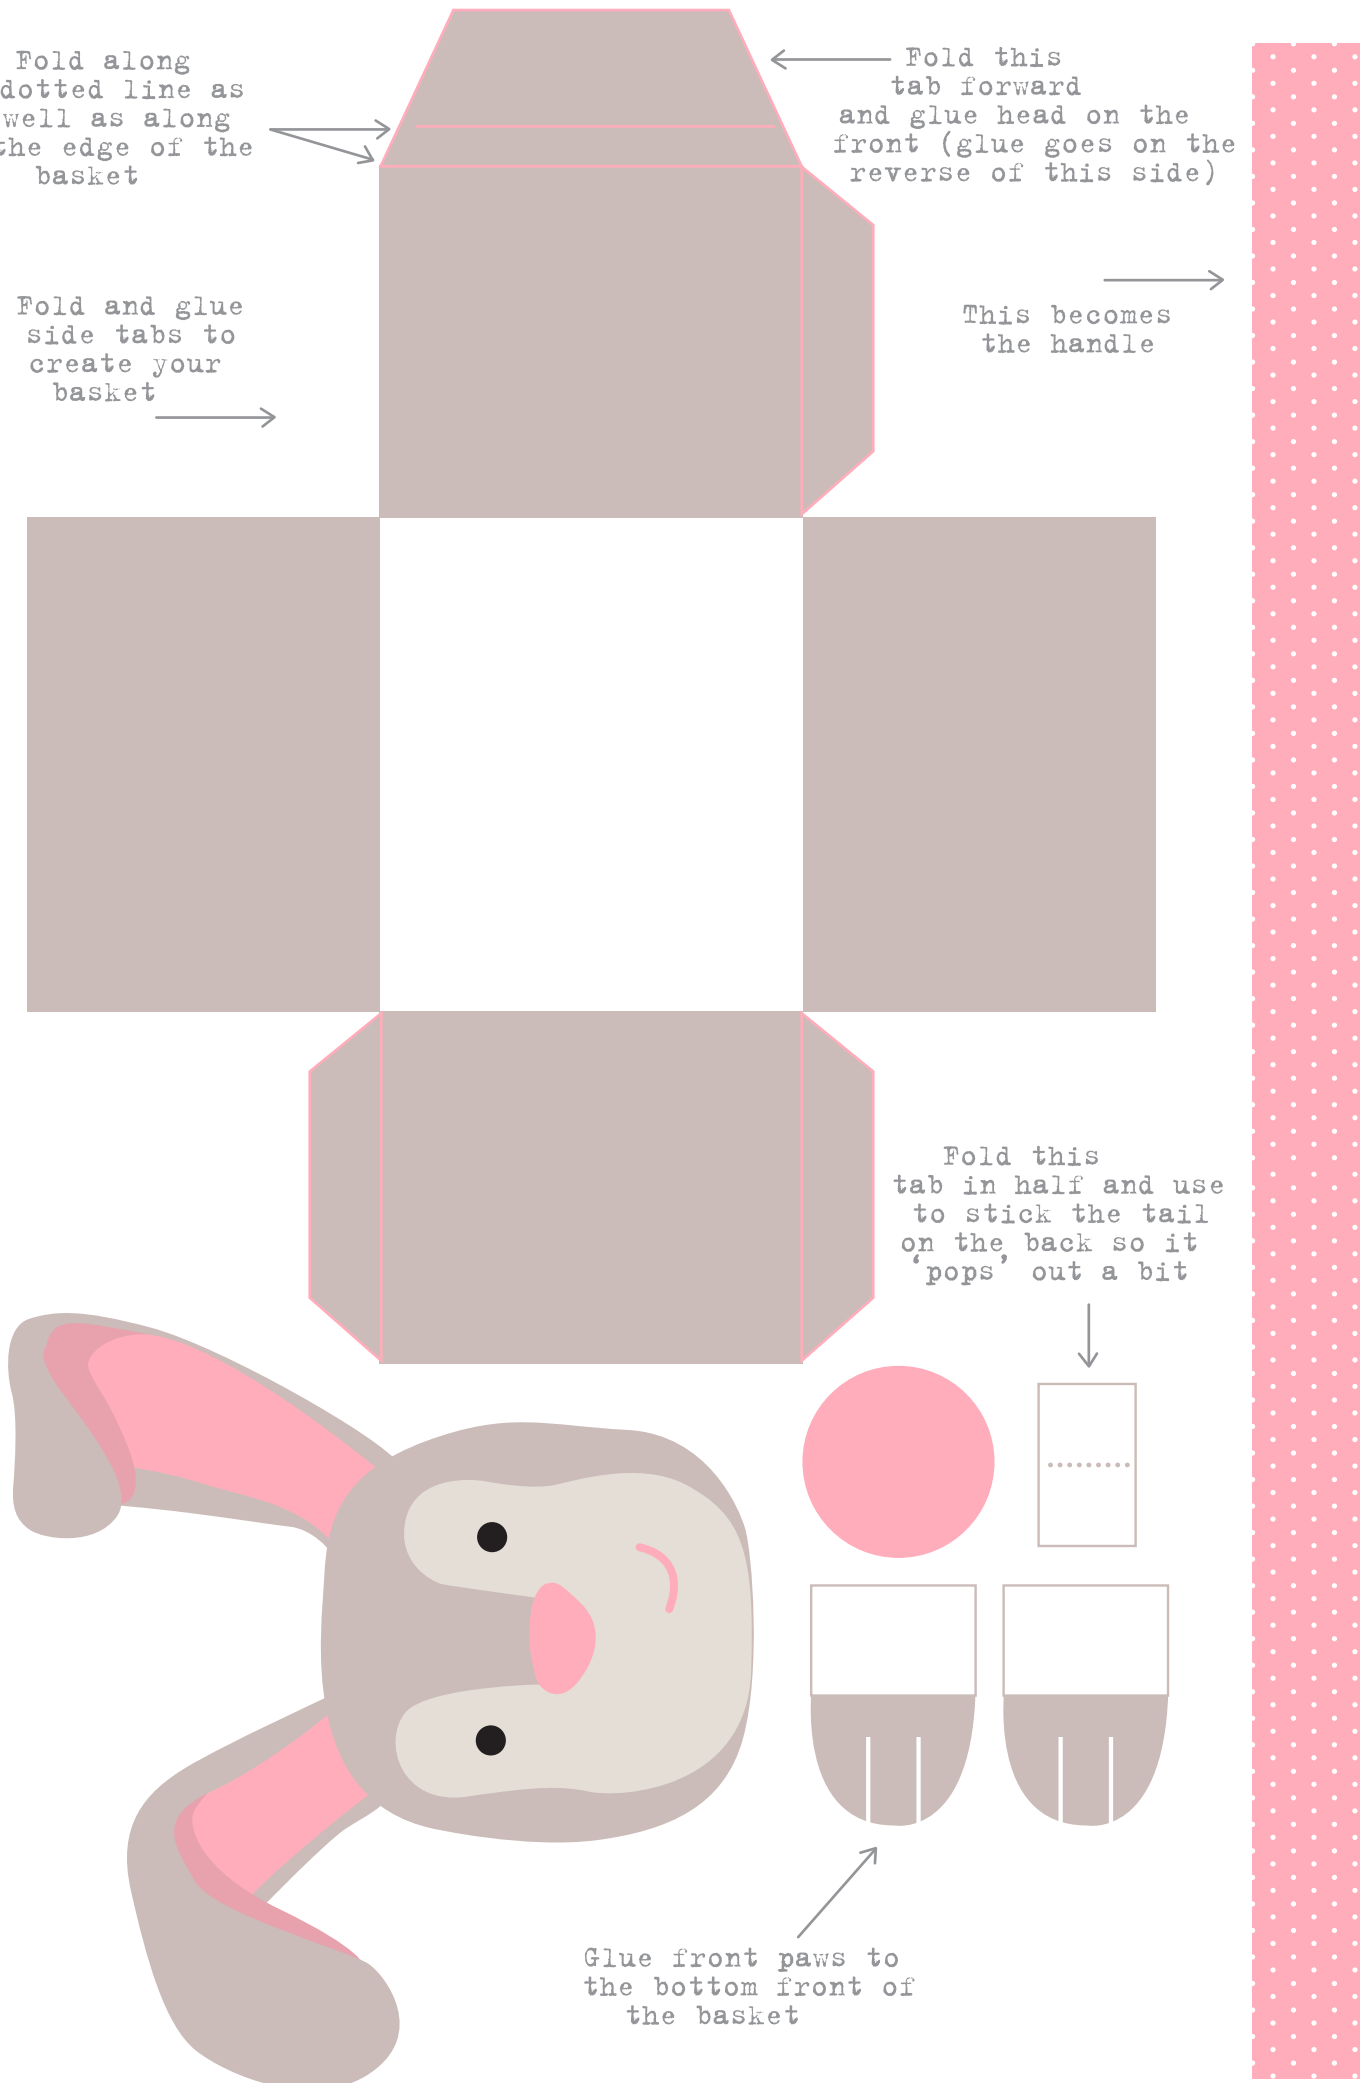 Fold along
dotted line as
well as along
the edge of the
basket
Fold this
tab forward
and glue head on the
front (glue goes on the
reverse of this side)
Fold and glue
side tabs to
create your
basket
This becomes
the handle
Fold this
tab in half and use
to stick the tail
on the back so it
‘pops’ out a bit
Glue front paws to
the bottom front of
the basket